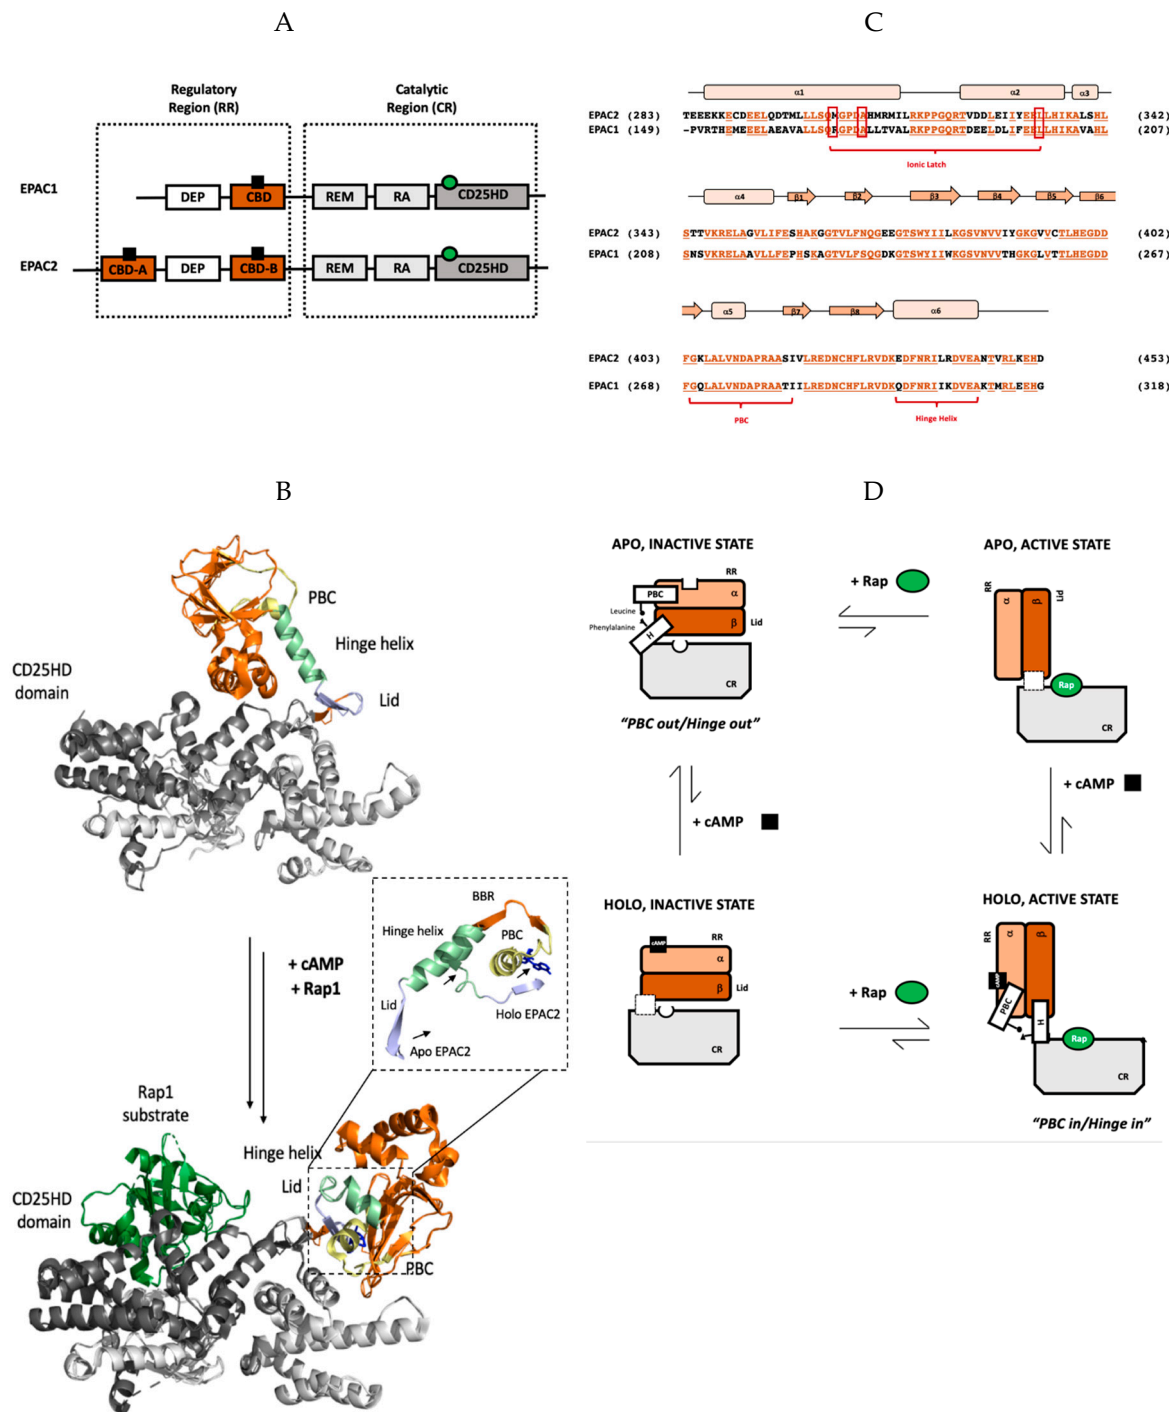 A
Regulatory
Region (RR)
Catalytic
Region (CR)
EPAC1
DEP
CBD
REM
RA
CD25HD
EPAC2
CBD-A
DEP
CBD-B
REM
RA
CD25HD
C
α1
α2
α3
EPAC2 (283) TEEEKKECDEELQDTMLLLSQMGPDAHMRMILRKPPGQRTVDDLEIIYEELLHIKALSHL (342)
EPAC1 (149) -PVRTHEMEEELAEAVALLSQRGPDALLTVALRKPPGQRTDEELDLIFEELLHIKAVAHL (207)
Ionic Latch
α4
β1
β2
β3
β4
β5
β6
EPAC2 (343) STTVKRELAGVLIFESHAKGGTVLFNQGEEGTSWYIILKGSVNVVIYGKGVVCTLHEGDD (402)
EPAC1 (208) SNSVKRELAAVLLFEPHSKAGTVLFSQGDKGTSWYIIWKGSVNVVTHGKGLVTTLHEGDD (267)
α5
β7
β8
α6
EPAC2 (403) FGKLALVNDAPRAASIVLREDNCHFLRVDKEDFNRILRDVEANTVRLKEHD (453)
EPAC1 (268) FGQLALVNDAPRAATIILREDNCHFLRVDKQDFNRIIKDVEAKTMRLEEHG (318)
PBC
Hinge Helix
B
PBC
Hinge helix
CD25HD
domain
Lid
+ cAMP
+ Rap1
BBR
Hinge helix
PBC
Lid
Holo EPAC2
Apo EPAC2
Rap1
substrate
Hinge helix
Lid
CD25HD
domain
PBC
D
APO, INACTIVE STATE
RR
PBC
α
Leucine
Phenylalanine
β
Lid
H
CR
"PBC out/Hinge out"
+ Rap
APO, ACTIVE STATE
RR
α
β
Lid
Rap
CR
+ cAMP
+ cAMP
HOLO, INACTIVE STATE
cAMP
RR
α
β
Lid
CR
+ Rap
HOLO, ACTIVE STATE
RR
α
β
cAMP
PBC
H
Rap
CR
"PBC in/Hinge in"